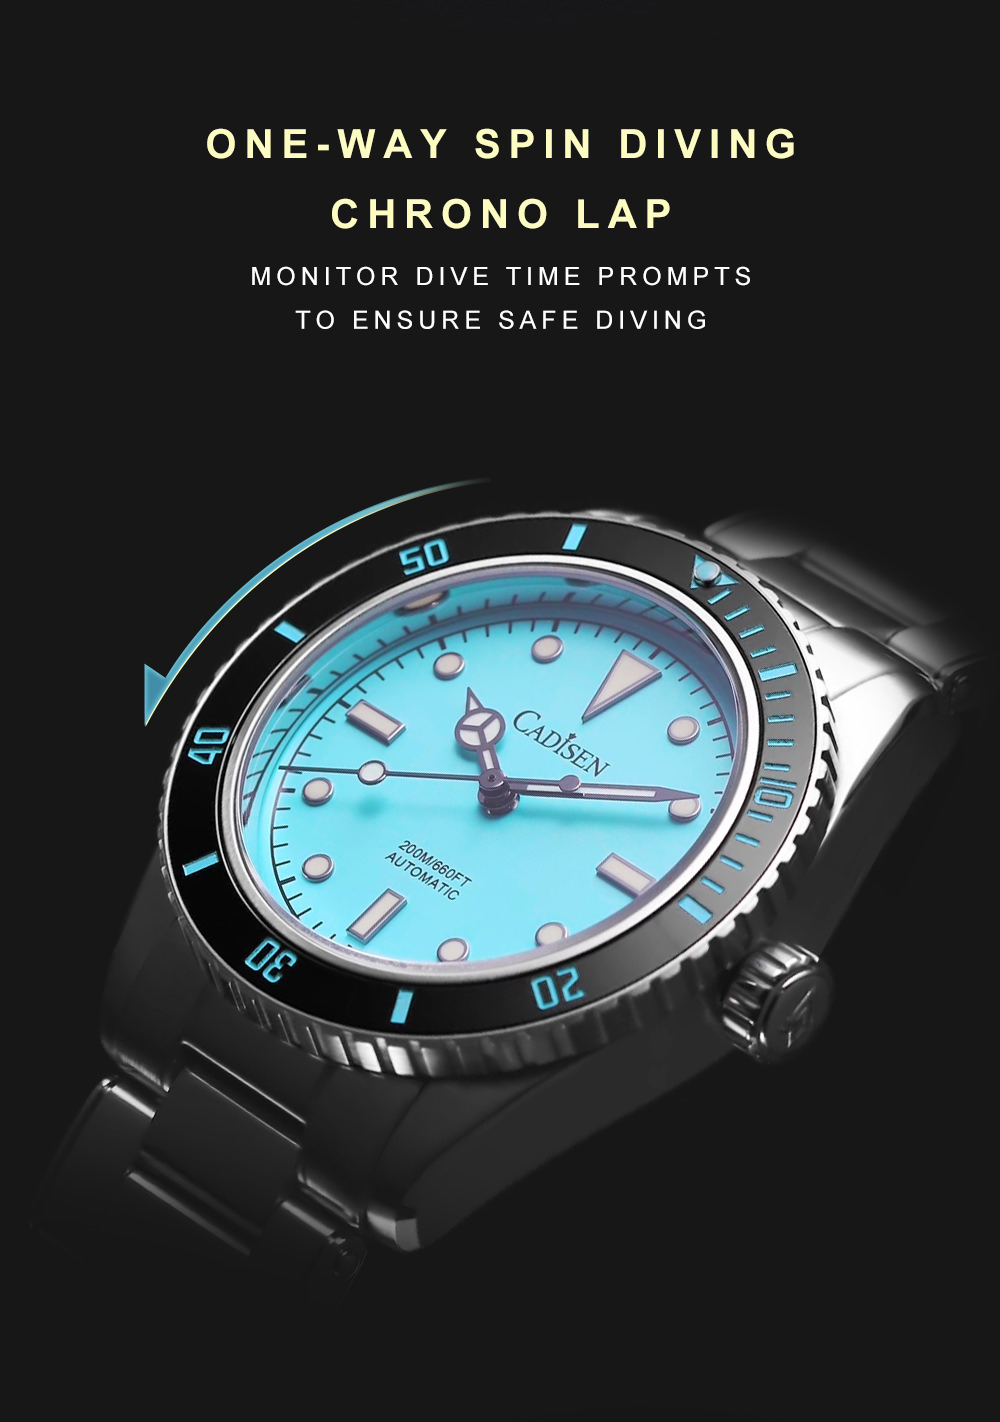 ONE-WAY SPIN DIVING
CHRONO LAP
MONITOR DIVE TIME PROMPTS
TO ENSURE SAFE DIVING
50
40
10
CADISEN
200M/660FT
AUTOMATIC
30
20